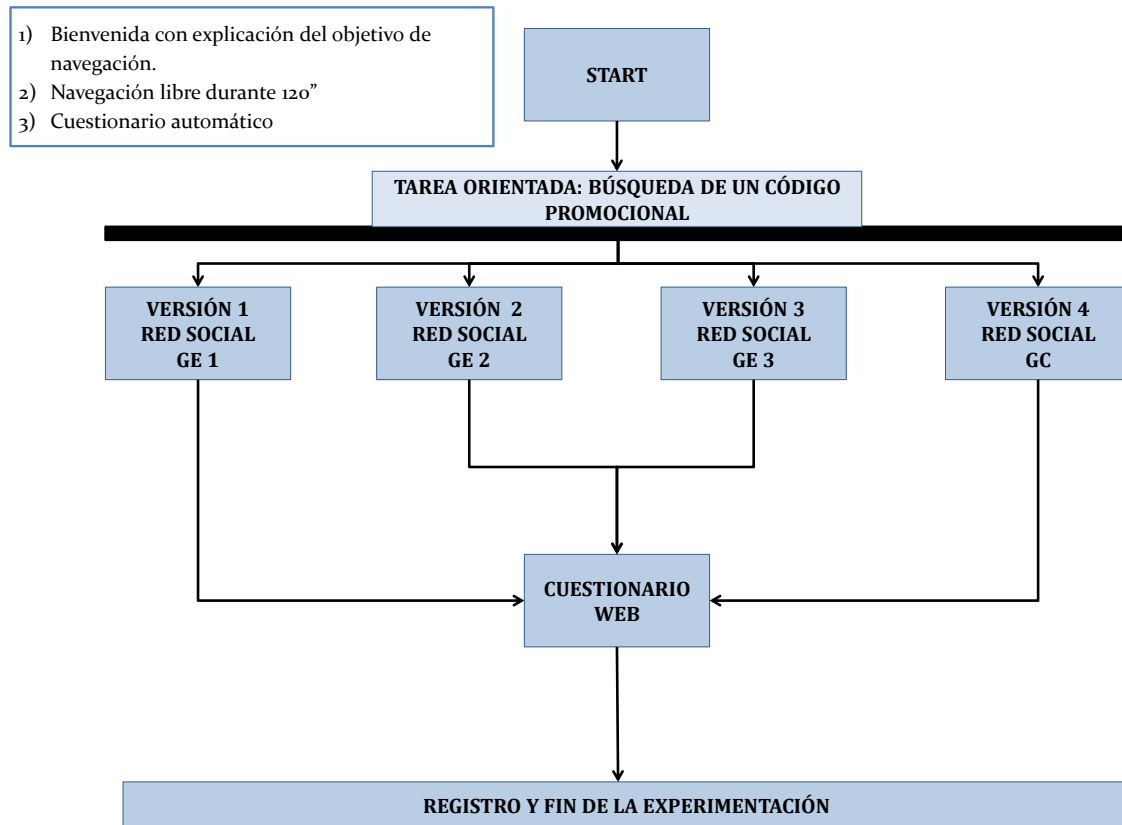 1) Bienvenida con explicación del objetivo de
navegación.
2) Navegación libre durante 120”
3) Cuestionario automático
START
TAREA ORIENTADA: BÚSQUEDA DE UN CÓDIGO
PROMOCIONAL
VERSIÓN 1
RED SOCIAL
GE 1
VERSIÓN 2
RED SOCIAL
GE 2
VERSIÓN 3
RED SOCIAL
GE 3
VERSIÓN 4
RED SOCIAL
GC
CUESTIONARIO
WEB
REGISTRO Y FIN DE LA EXPERIMENTACIÓN